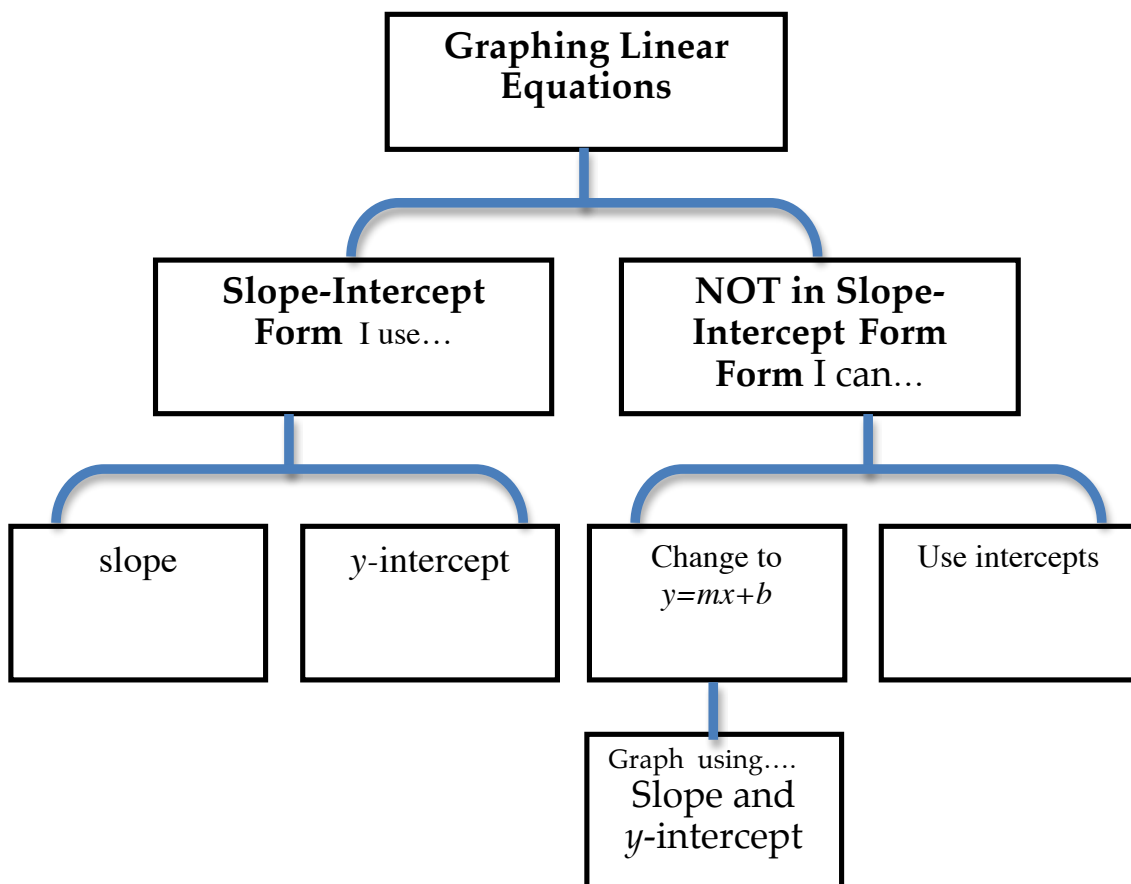 Graphing Linear
Equations
Slope-Intercept
Form I use…
NOT in Slope-
Intercept Form
Form I can…
slope
y-intercept
Change to
y=mx+b
Use intercepts
Graph using….
Slope and
y-intercept